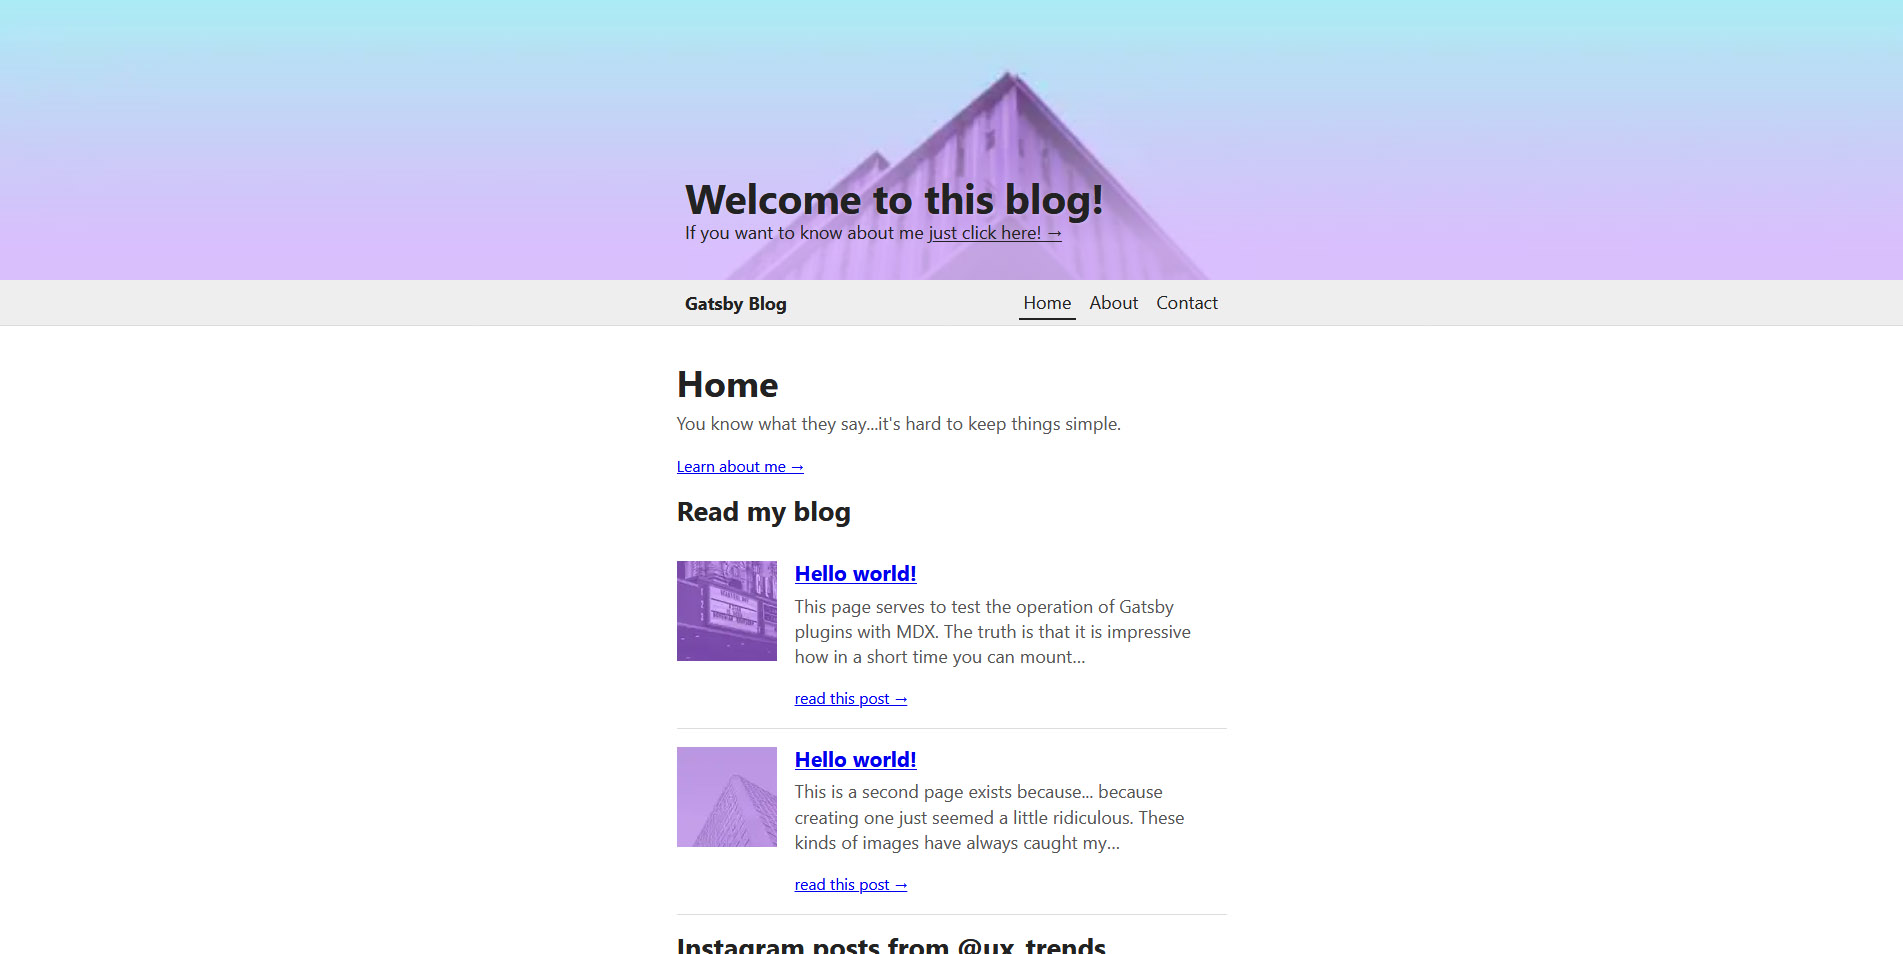 Welcome to this blog!
If you want to know about me just click here! →
Gatsby Blog
Home About Contact
Home
You know what they say...it's hard to keep things simple.
Learn about me →
Read my blog
Hello world!
This page serves to test the operation of Gatsby
plugins with MDX. The truth is that it is impressive
how in a short time you can mount…
read this post →
Hello world!
This is a second page exists because... because
creating one just seemed a little ridiculous. These
kinds of images have always caught my…
read this post →
Instagram posts from @ux_trends